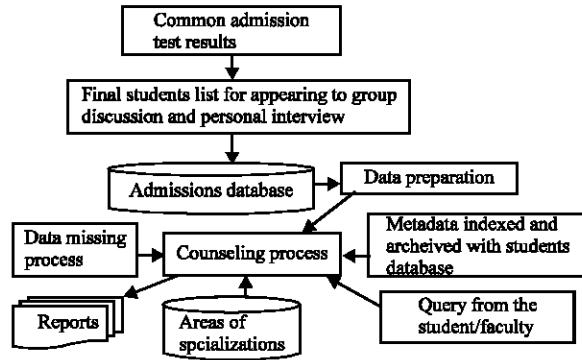 Common admission
test results
Final students list for appearing to group
discussion and personal interview
Admissions database
Data preparation
Data missing
process
Counseling process
Metadata indexed and
archeived with students
database
Reports
Areas of
spcializations
Query from the
student/faculty